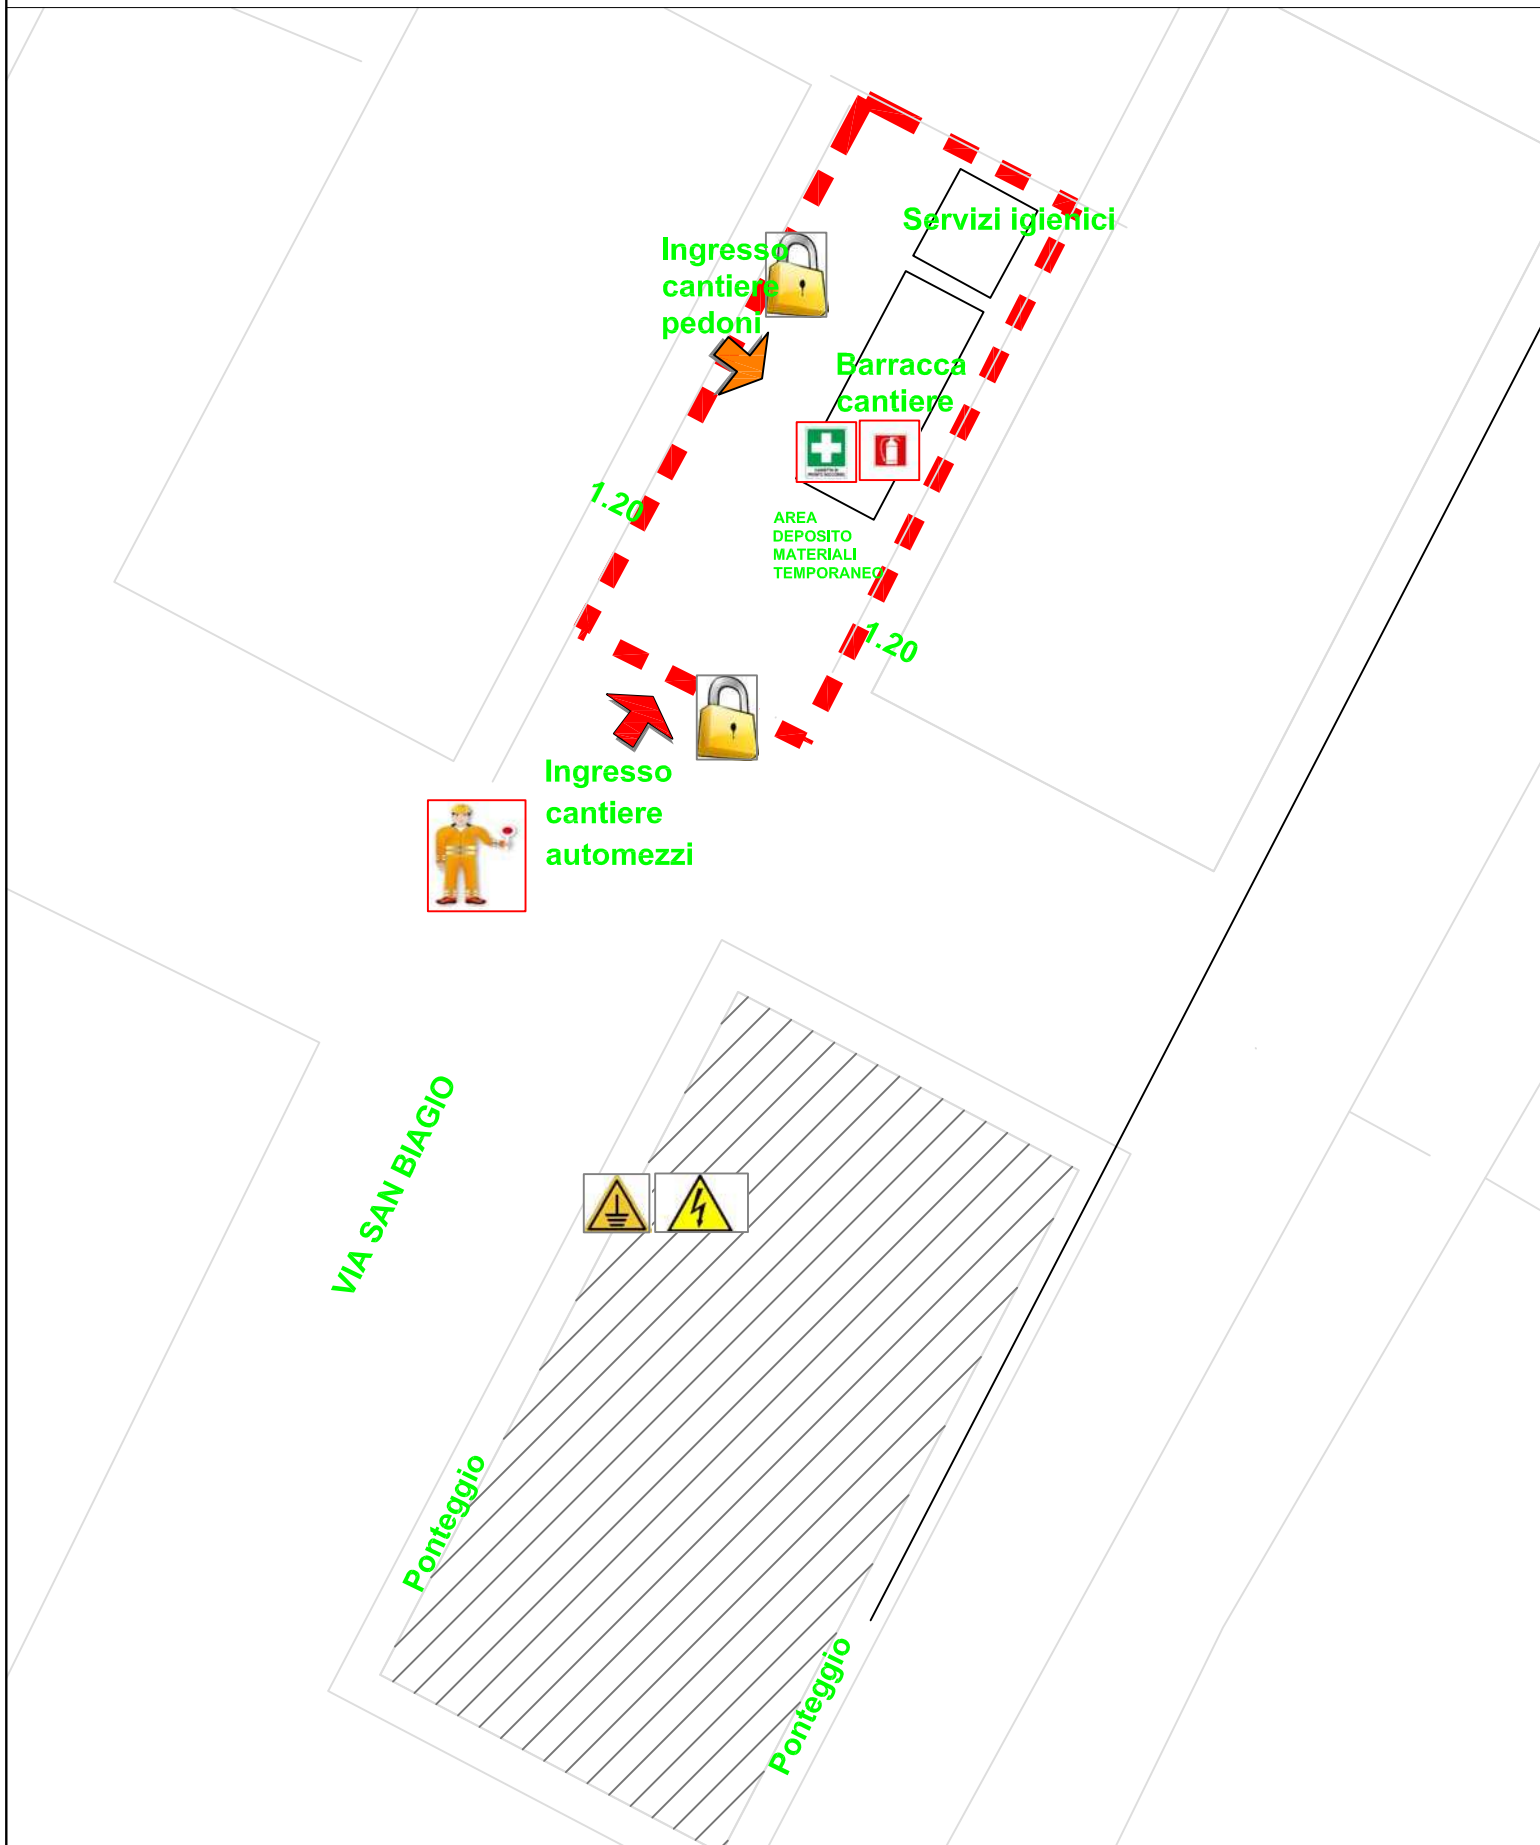 Servizi igienici
Ingresso
cantiere
pedoni
Barracca
cantiere
1.20
AREA
DEPOSITO
MATERIALI
TEMPORANEO
1.20
Ingresso
cantiere
automezzi
VIA SAN BIAGIO
Ponteggio
Ponteggio